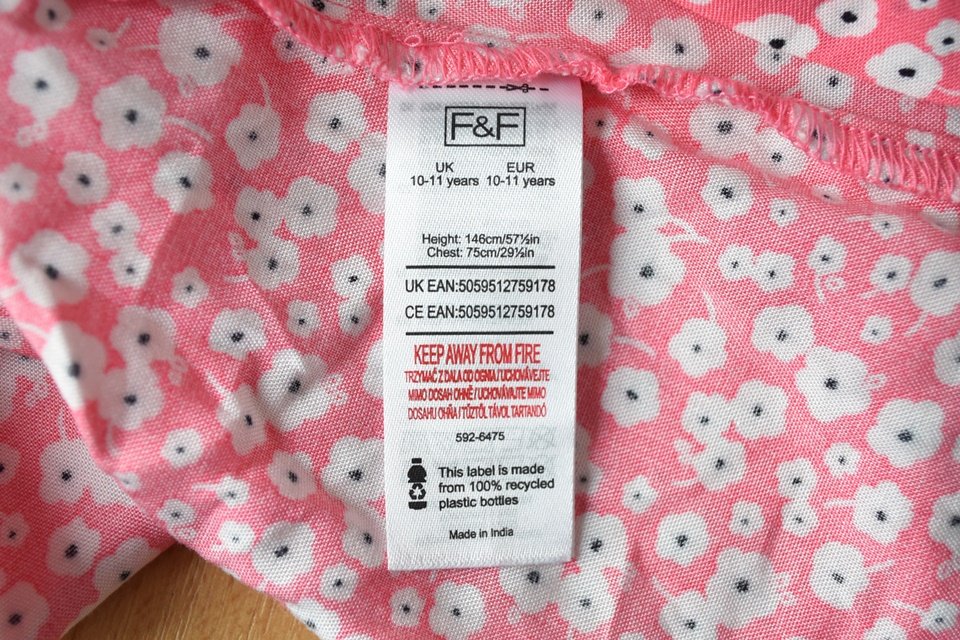 F&F
UK EUR
10-11 years 10-11 years
Height: 146cm/57½in
Chest: 75cm/29½in
UK EAN:5059512759178
CE EAN:5059512759178
KEEP AWAY FROM FIRE
TRZYMAĆ Z DALA OD OGNIA/UCHOVÁVEJTE
MIMO DOSAH OHNĚ/UCHOVÁVAJTE MIMO
DOSAHU OHŇA/TŰZTŐL TÁVOL TARTANDÓ
592-6475
This label is made
from 100% recycled
plastic bottles
Made in India